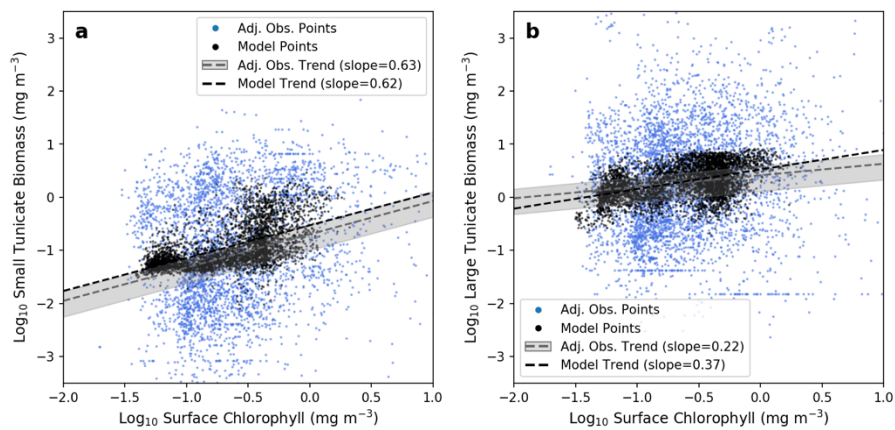 a
Adj. Obs. Points
Model Points
Adj. Obs. Trend (slope=0.63)
Model Trend (slope=0.62)
3
2
1
0
−1
−2
−3
Log₁₀ Small Tunicate Biomass (mg m⁻³)
−2.0 −1.5 −1.0 −0.5 0.0 0.5 1.0
Log₁₀ Surface Chlorophyll (mg m⁻³)
b
3
2
1
0
−1
−2
−3
Log₁₀ Large Tunicate Biomass (mg m⁻³)
Adj. Obs. Points
Model Points
Adj. Obs. Trend (slope=0.22)
Model Trend (slope=0.37)
−2.0 −1.5 −1.0 −0.5 0.0 0.5 1.0
Log₁₀ Surface Chlorophyll (mg m⁻³)